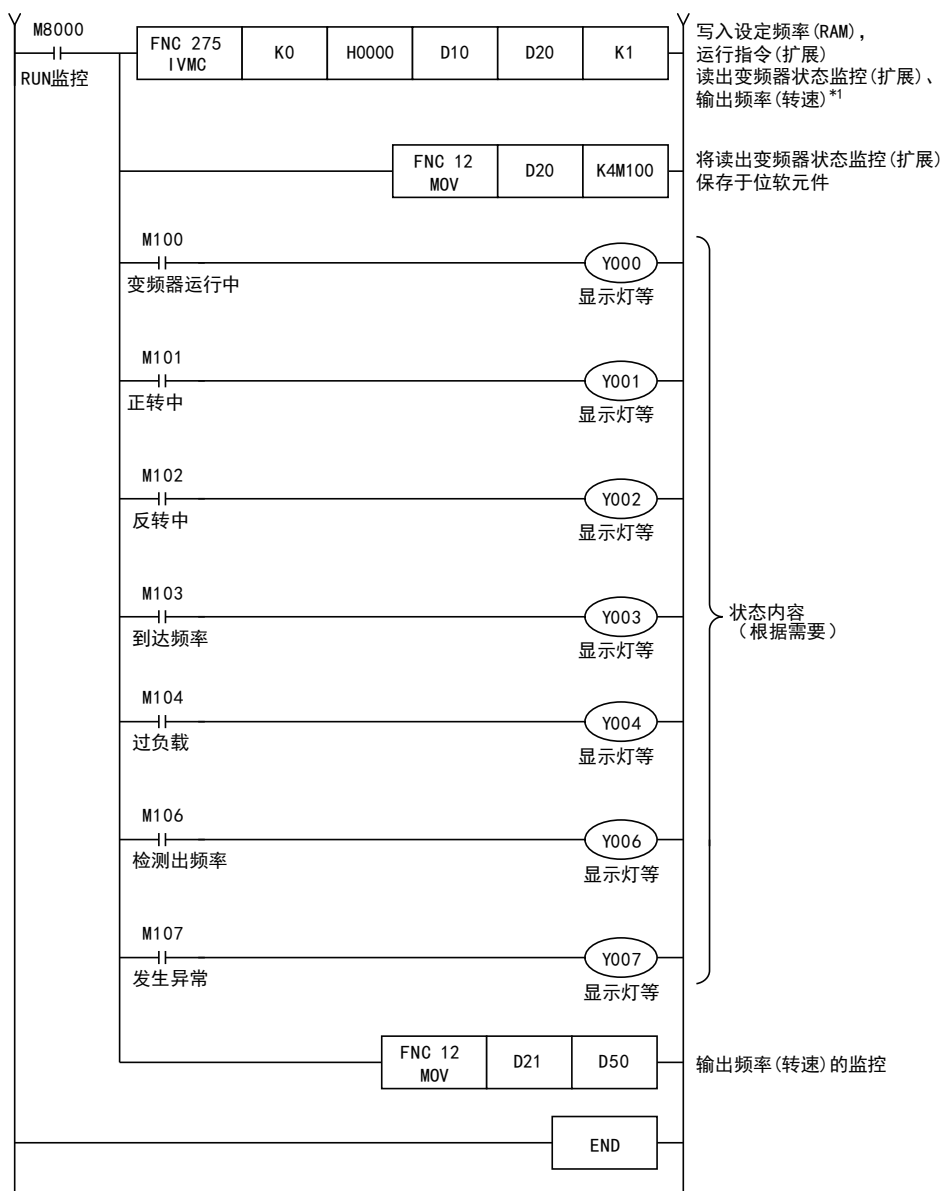 M8000
RUN监控
FNC 275
IVMC
K0
H0000
D10
D20
K1
写入设定频率(RAM),
运行指令(扩展)
读出变频器状态监控(扩展)、
输出频率(转速)*1
FNC 12
MOV
D20
K4M100
将读出变频器状态监控(扩展)
保存于位软元件
M100
变频器运行中
Y000
显示灯等
M101
正转中
Y001
显示灯等
M102
反转中
Y002
显示灯等
M103
到达频率
Y003
显示灯等
状态内容
(根据需要)
M104
过负载
Y004
显示灯等
M106
检测出频率
Y006
显示灯等
M107
发生异常
Y007
显示灯等
FNC 12
MOV
D21
D50
输出频率(转速)的监控
END